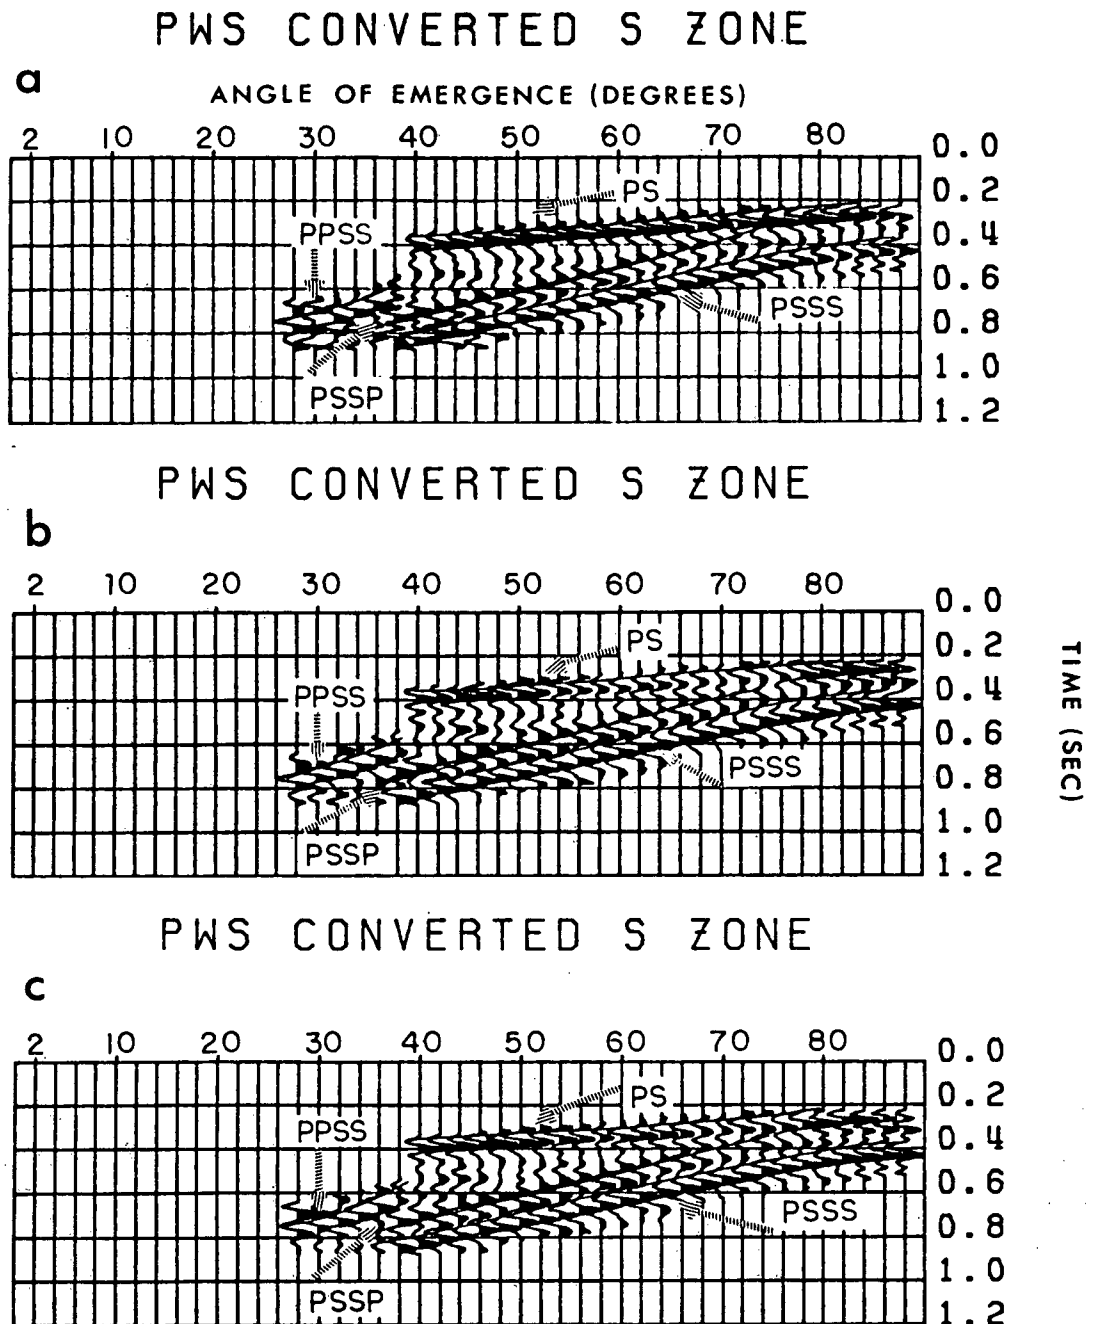 PWS CONVERTED S ZONE
a
ANGLE OF EMERGENCE (DEGREES)
2 10 20 30 40 50 60 70 80
0.0
0.2
PS
PPSS
0.4
0.6
PSSS
0.8
1.0
PSSP
1.2
PWS CONVERTED S ZONE
b
2 10 20 30 40 50 60 70 80
0.0
0.2
PS
0.4
PPSS
0.6
PSSS
0.8
1.0
PSSP
1.2
TIME (SEC)
PWS CONVERTED S ZONE
c
2 10 20 30 40 50 60 70 80
0.0
0.2
PS
PPSS
0.4
0.6
PSSS
0.8
1.0
PSSP
1.2